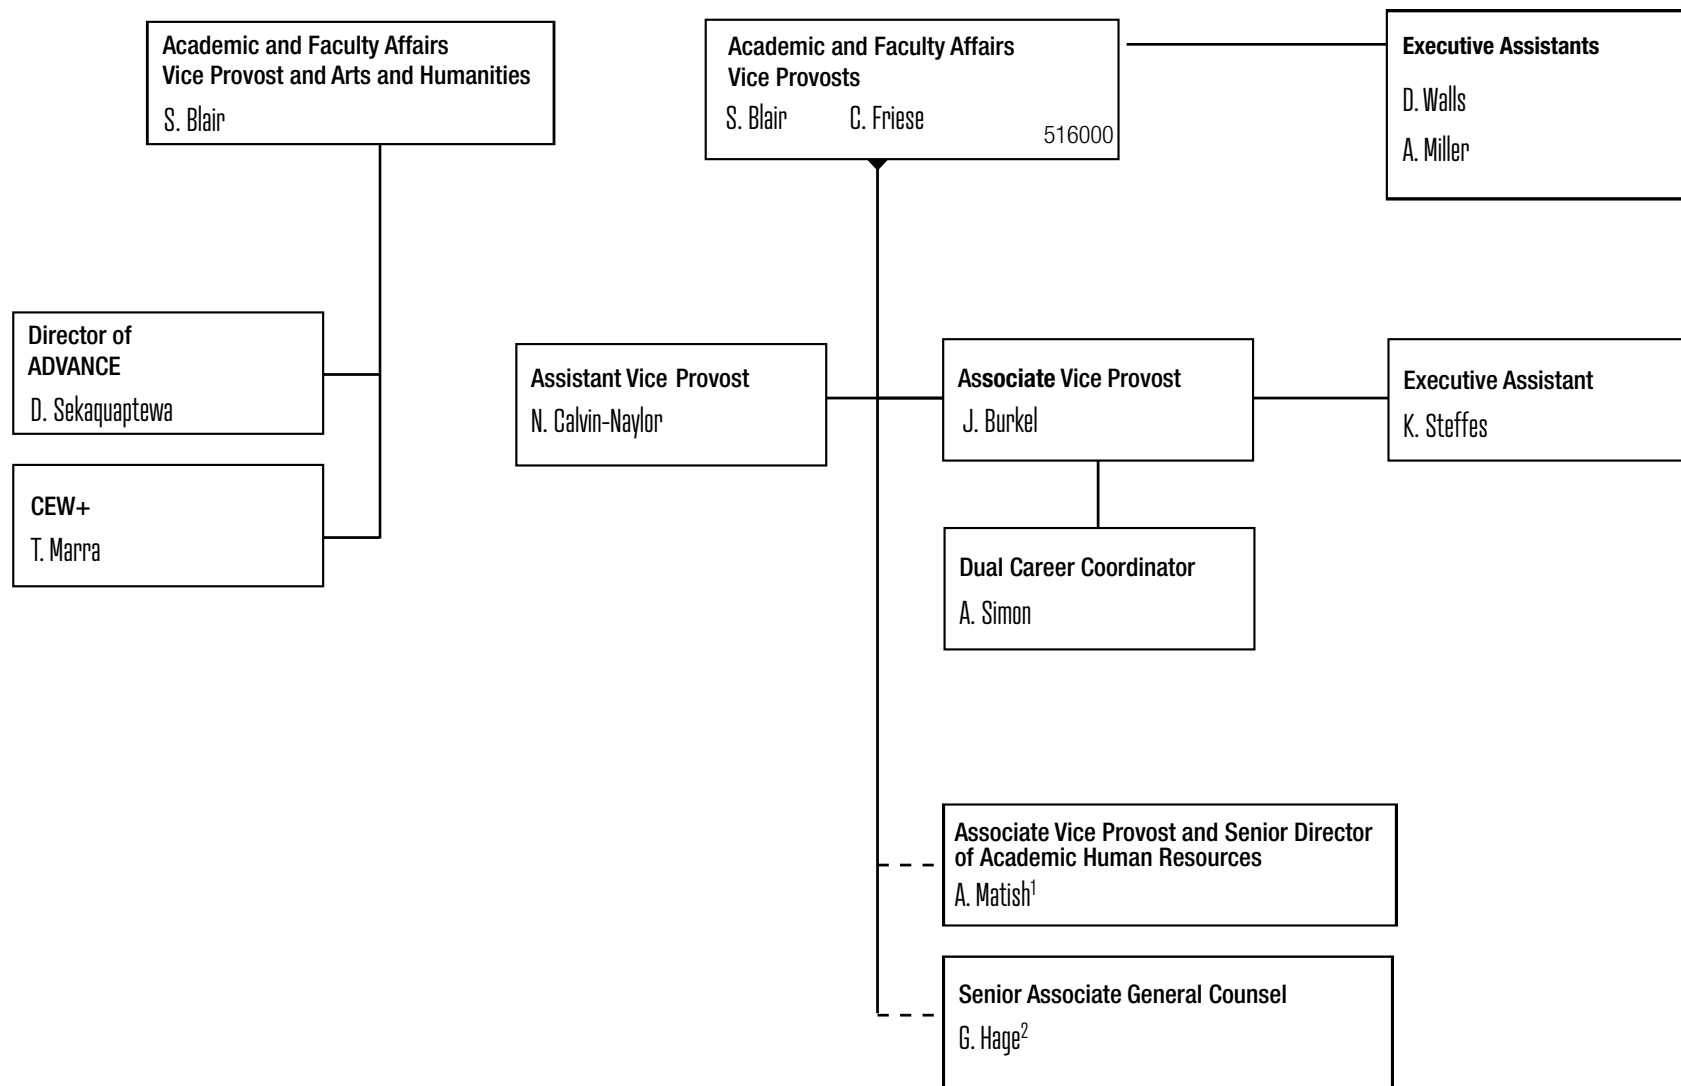 Academic and Faculty Affairs
Vice Provost and Arts and Humanities
S. Blair
Academic and Faculty Affairs
Vice Provosts
S. Blair C. Friese
516000
Executive Assistants
D. Walls
A. Miller
Director of
ADVANCE
D. Sekaquaptewa
CEW+
T. Marra
Assistant Vice Provost
N. Calvin-Naylor
Associate Vice Provost
J. Burkel
Executive Assistant
K. Steffes
Dual Career Coordinator
A. Simon
Associate Vice Provost and Senior Director
of Academic Human Resources
A. Matish¹
Senior Associate General Counsel
G. Hage²